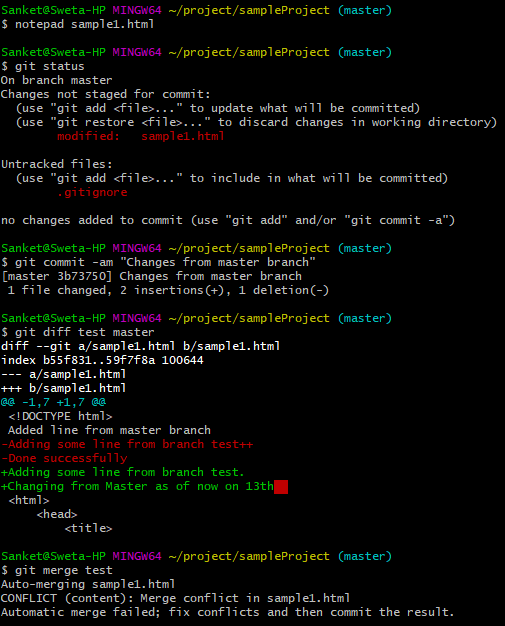 Sanket@Sweta-HP MINGW64 ~/project/sampleProject (master)
$ notepad sample1.html
Sanket@Sweta-HP MINGW64 ~/project/sampleProject (master)
$ git status
On branch master
Changes not staged for commit:
  (use "git add <file>..." to update what will be committed)
  (use "git restore <file>..." to discard changes in working directory)
        modified:   sample1.html
Untracked files:
  (use "git add <file>..." to include in what will be committed)
        .gitignore
no changes added to commit (use "git add" and/or "git commit -a")
Sanket@Sweta-HP MINGW64 ~/project/sampleProject (master)
$ git commit -am "Changes from master branch"
[master 3b73750] Changes from master branch
 1 file changed, 2 insertions(+), 1 deletion(-)
Sanket@Sweta-HP MINGW64 ~/project/sampleProject (master)
$ git diff test master
diff --git a/sample1.html b/sample1.html
index b55f831..59f7f8a 100644
--- a/sample1.html
+++ b/sample1.html
@@ -1,7 +1,7 @@
 <!DOCTYPE html>
 Added line from master branch
-Adding some line from branch test++
-Done successfully
+Adding some line from branch test.
+Changing from Master as of now on 13th
 <html>
     <head>
         <title>
Sanket@Sweta-HP MINGW64 ~/project/sampleProject (master)
$ git merge test
Auto-merging sample1.html
CONFLICT (content): Merge conflict in sample1.html
Automatic merge failed; fix conflicts and then commit the result.